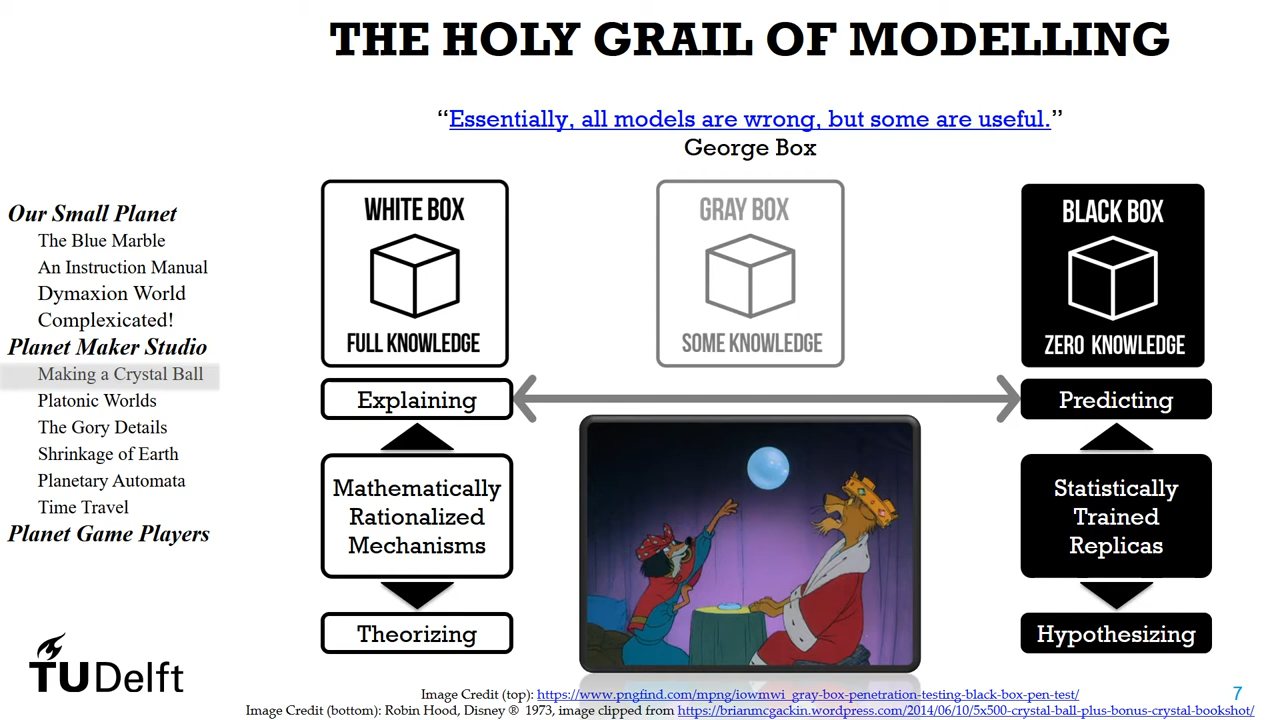 THE HOLY GRAIL OF MODELLING
“Essentially, all models are wrong, but some are useful.”
George Box
Our Small Planet
The Blue Marble
An Instruction Manual
Dymaxion World
Complexicated!
Planet Maker Studio
Making a Crystal Ball
Platonic Worlds
The Gory Details
Shrinkage of Earth
Planetary Automata
Time Travel
Planet Game Players
WHITE BOX
FULL KNOWLEDGE
GRAY BOX
SOME KNOWLEDGE
BLACK BOX
ZERO KNOWLEDGE
Explaining
Predicting
Mathematically
Rationalized
Mechanisms
Statistically
Trained
Replicas
Theorizing
Hypothesizing
TUDelft
Image Credit (top): https://www.pngfind.com/mpng/iowmwi_gray-box-penetration-testing-black-box-pen-test/
7
Image Credit (bottom): Robin Hood, Disney ® 1973, image clipped from https://brianmcgackin.wordpress.com/2014/06/10/5x500-crystal-ball-plus-bonus-crystal-bookshot/